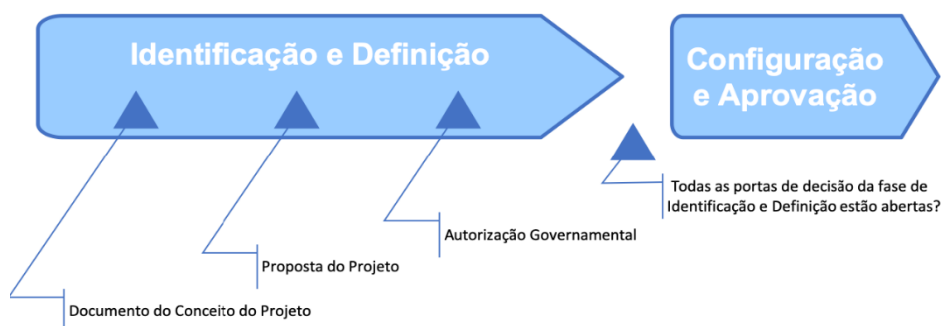 Identificação e Definição
Configuração
e Aprovação
Todas as portas de decisão da fase de
Identificação e Definição estão abertas?
Autorização Governamental
Proposta do Projeto
Documento do Conceito do Projeto